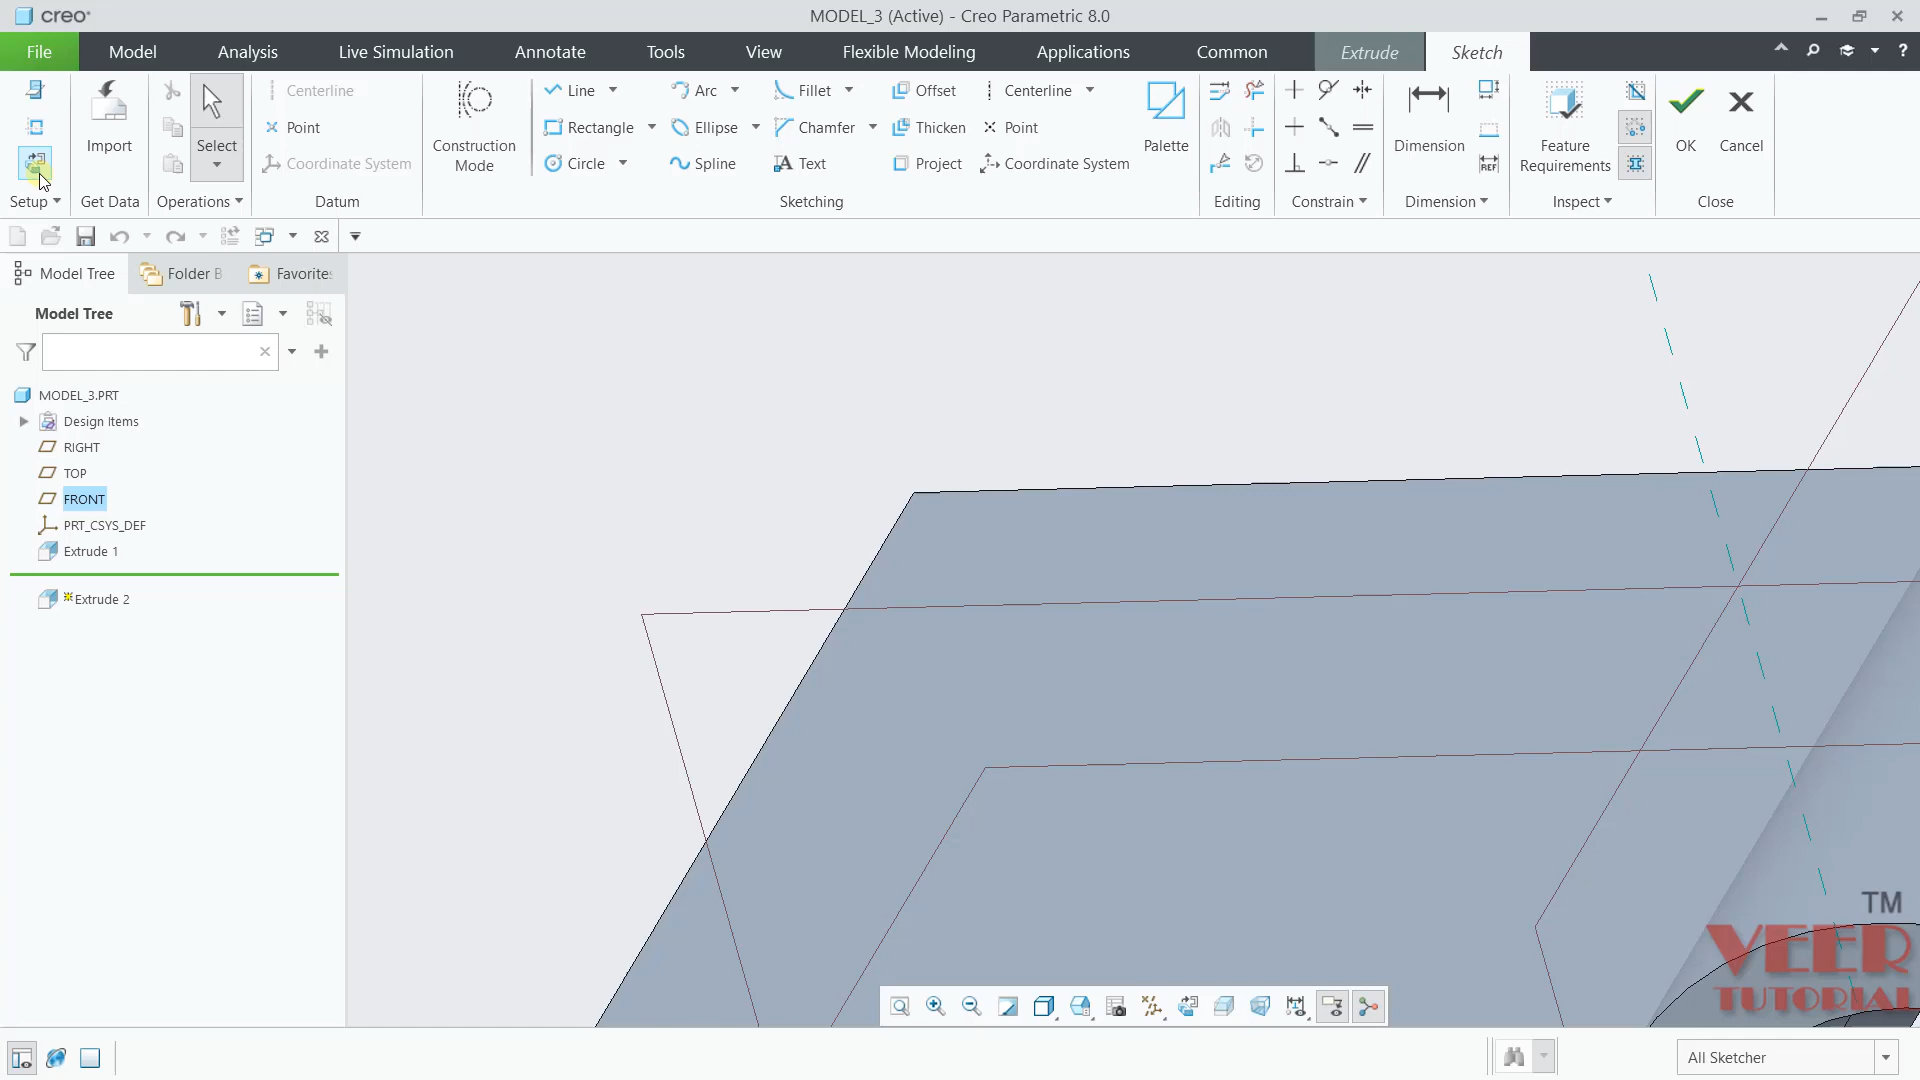 creo
MODEL_3 (Active) - Creo Parametric 8.0
File Model Analysis Live Simulation Annotate Tools View Flexible Modeling Applications Common Extrude Sketch
Centerline Line Arc Fillet Offset Centerline
Point Rectangle Ellipse Chamfer Thicken Point
Coordinate System Circle Spline Text Project Coordinate System
Import Select Construction Mode Palette Dimension Feature Requirements OK Cancel
REF
Setup Get Data Operations Datum Sketching Editing Constrain Dimension Inspect Close
Model Tree Folder B Favorites
Model Tree
MODEL_3.PRT
Design Items
RIGHT
TOP
FRONT
PRT_CSYS_DEF
Extrude 1
Extrude 2
TM
VEER
TUTORIAL
All Sketcher